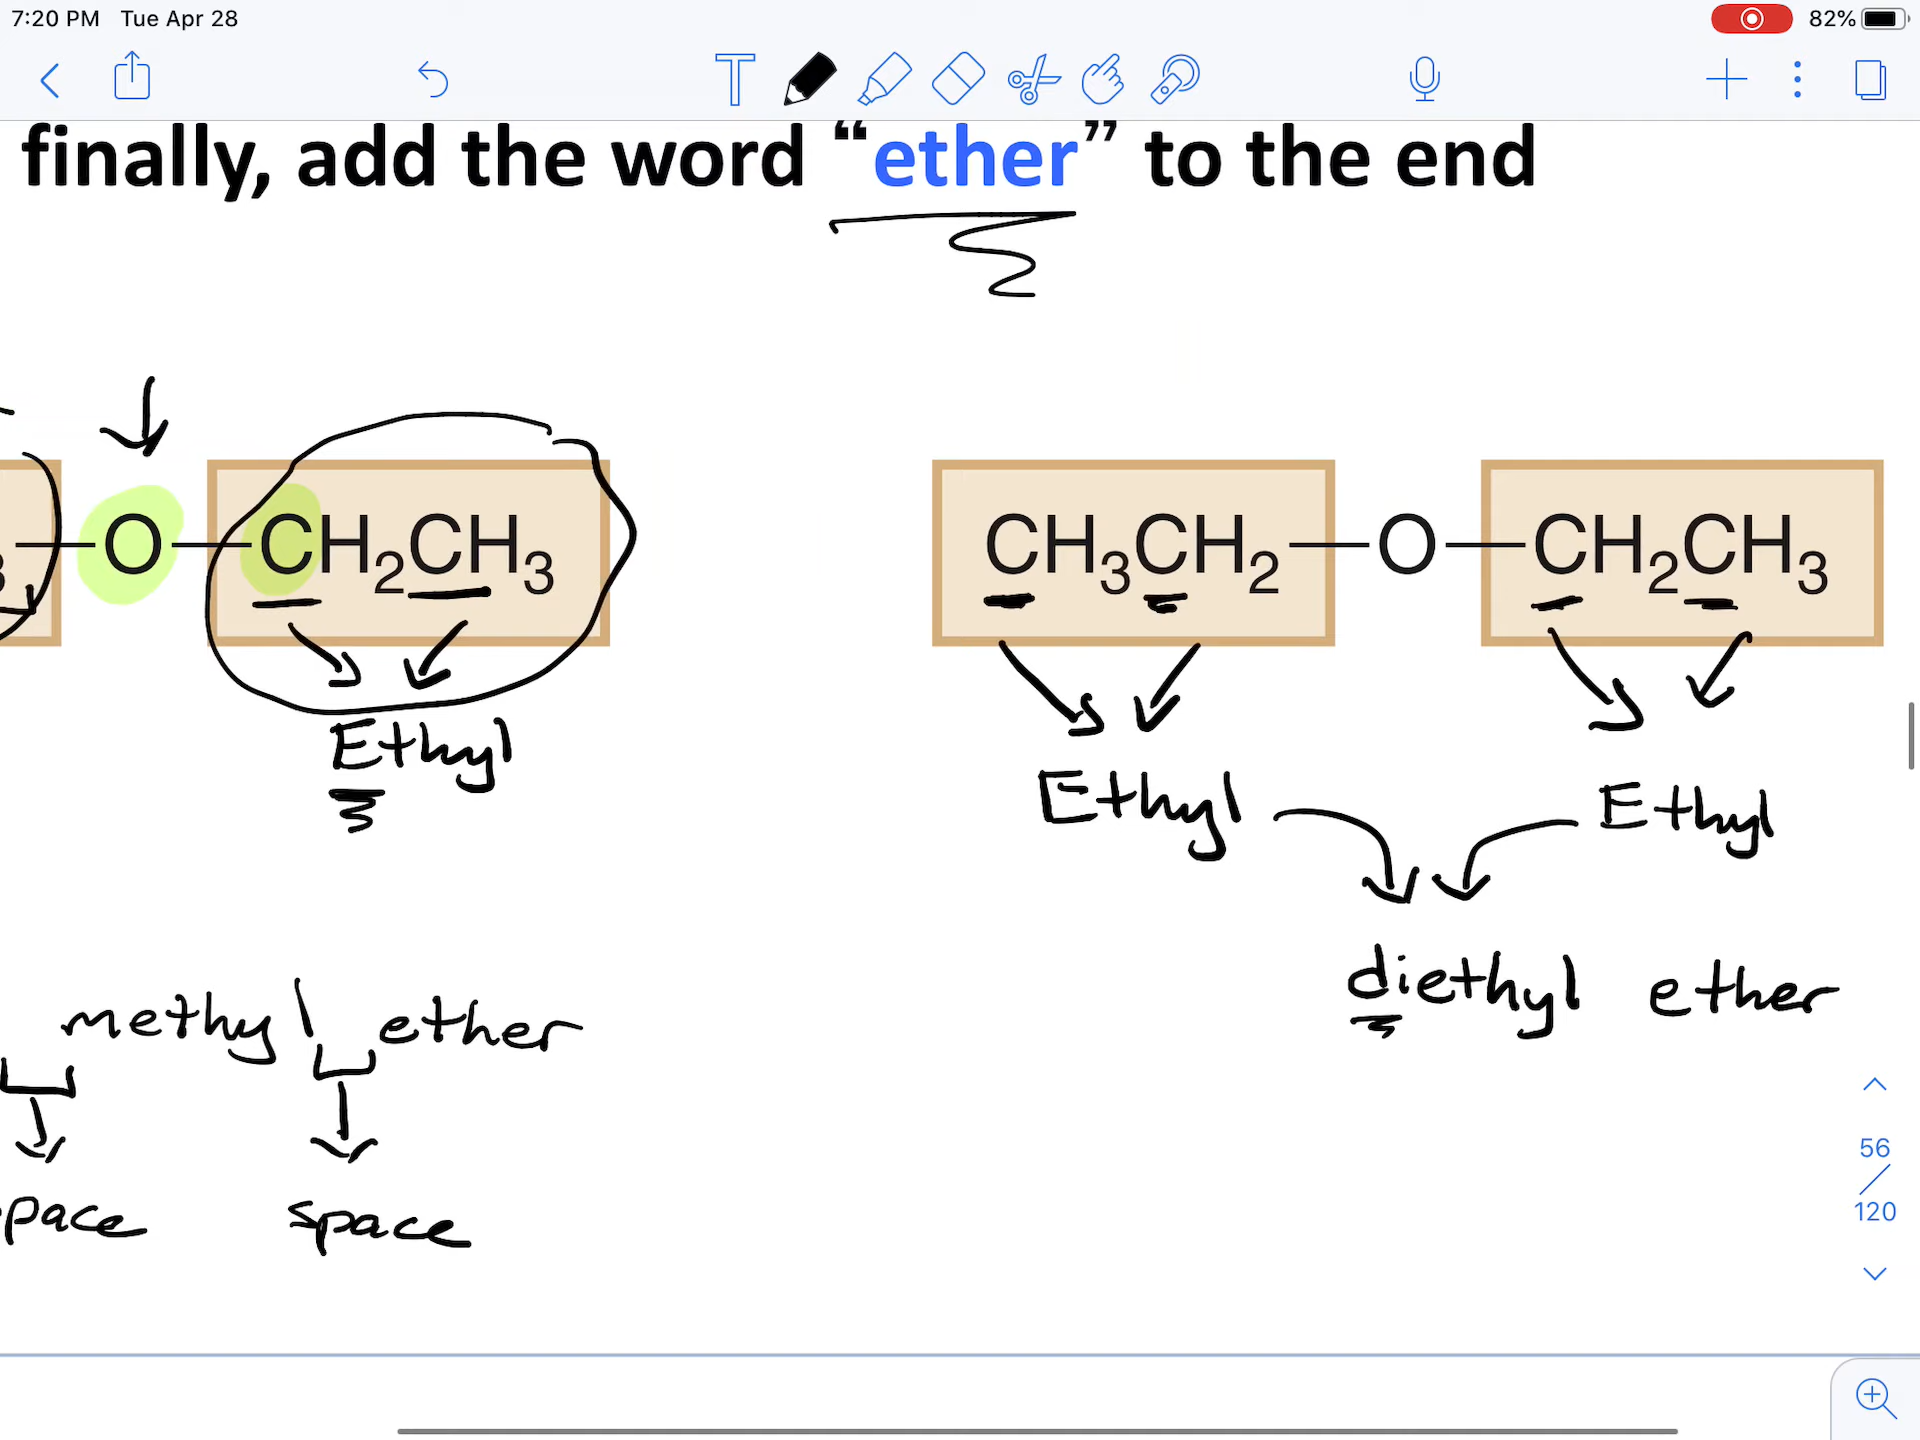 7:20 PM Tue Apr 28
82%
finally, add the word “ether” to the end
O CH2CH3
CH3CH2 O CH2CH3
Ethyl
Ethyl
Ethyl
diethyl ether
methyl ether
space
56
120